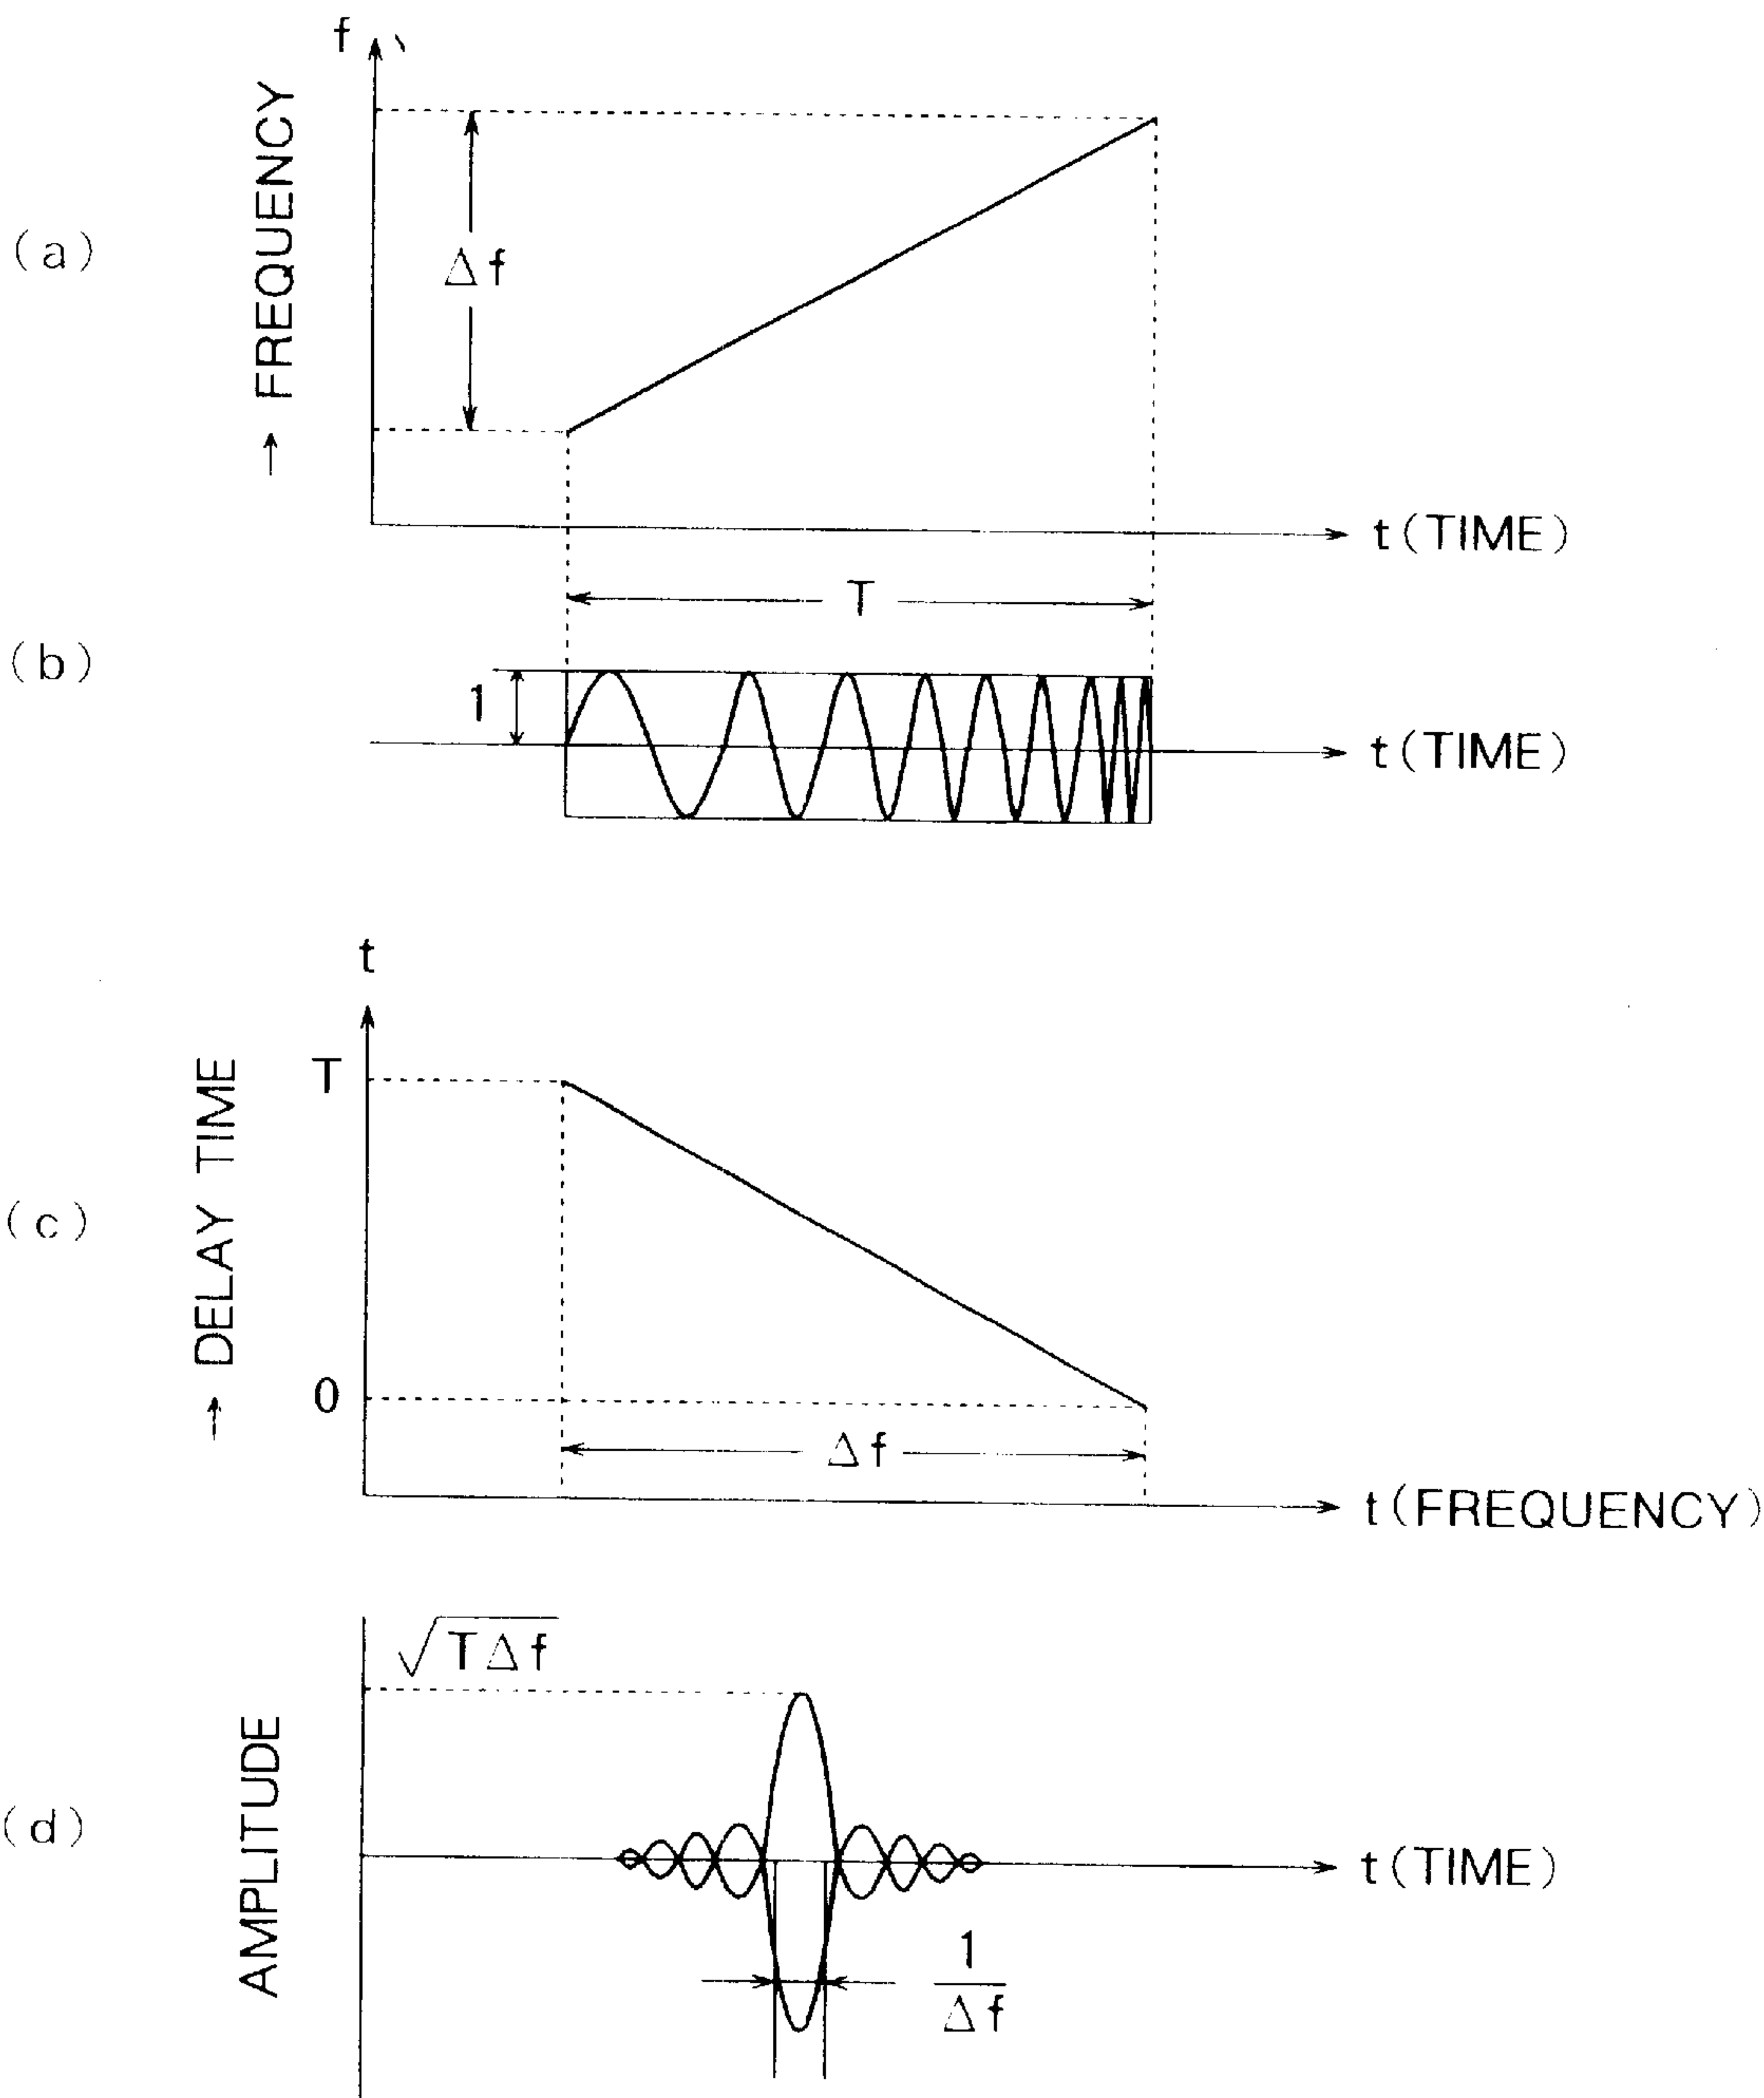 f
→ FREQUENCY
(a)
Δf
t (TIME)
T
(b)
1
t (TIME)
t
T
→ DELAY TIME
(c)
0
Δf
t (FREQUENCY)
√TΔf
AMPLITUDE
(d)
t (TIME)
1
Δf